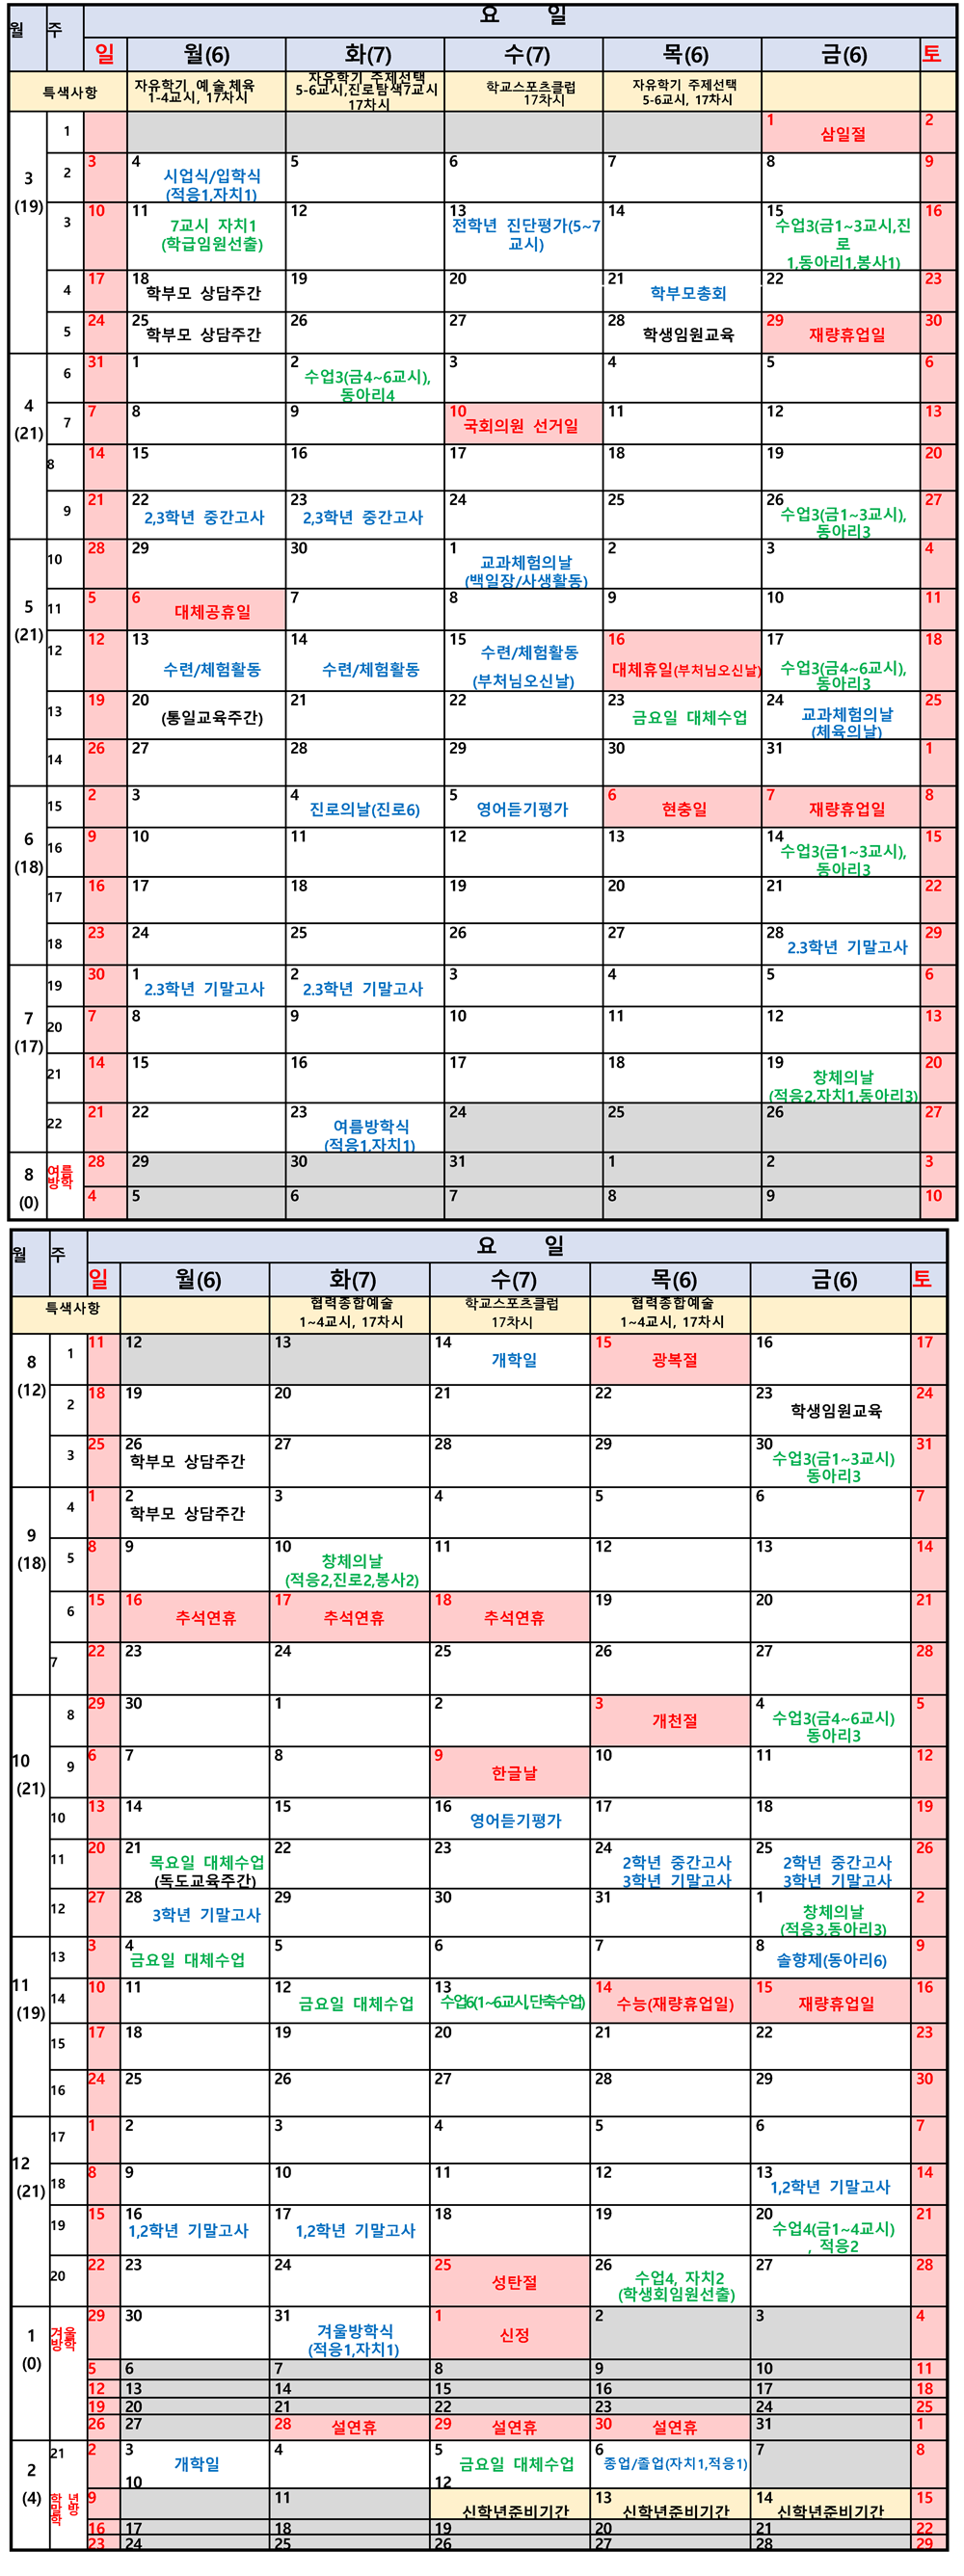 월 주 요 일
일 월(6) 화(7) 수(7) 목(6) 금(6) 토
특색사항
자유학기 예술체육
1-4교시, 17차시
자유학기 주제선택
5-6교시,진로탐색7교시
17차시
학교스포츠클럽
17차시
자유학기 주제선택
5-6교시, 17차시
3
(19)
1 1 2
삼일절
2 3 4 5 6 7 8 9
시업식/입학식
(적응1,자치1)
3 10 11 12 13 14 15 16
7교시 자치1
(학급임원선출)
전학년 진단평가(5~7
교시)
수업3(금1~3교시,진
로
1,동아리1,봉사1)
4 17 18 19 20 21 22 23
학부모 상담주간 학부모총회
5 24 25 26 27 28 29 30
학부모 상담주간 학생임원교육 재량휴업일
4
(21)
6 31 1 2 3 4 5 6
수업3(금4~6교시),
동아리4
7 7 8 9 10 11 12 13
국회의원 선거일
8 14 15 16 17 18 19 20
9 21 22 23 24 25 26 27
2,3학년 중간고사 2,3학년 중간고사
수업3(금1~3교시),
동아리3
5
(21)
10 28 29 30 1 2 3 4
교과체험의날
(백일장/사생활동)
11 5 6 7 8 9 10 11
대체공휴일
12 12 13 14 15 16 17 18
수련/체험활동 수련/체험활동
수련/체험활동
(부처님오신날)
대체휴일(부처님오신날)
수업3(금4~6교시),
동아리3
13 19 20 21 22 23 24 25
(통일교육주간) 금요일 대체수업
교과체험의날
(체육의날)
14 26 27 28 29 30 31 1
6
(18)
15 2 3 4 5 6 7 8
진로의날(진로6) 영어듣기평가 현충일 재량휴업일
16 9 10 11 12 13 14 15
수업3(금1~3교시),
동아리3
17 16 17 18 19 20 21 22
18 23 24 25 26 27 28 29
2.3학년 기말고사
7
(17)
19 30 1 2 3 4 5 6
2.3학년 기말고사 2.3학년 기말고사
20 7 8 9 10 11 12 13
21 14 15 16 17 18 19 20
창체의날
(적응2,자치1,동아리3)
22 21 22 23 24 25 26 27
여름방학식
(적응1,자치1)
8
(0)
여름
방학
28 29 30 31 1 2 3
4 5 6 7 8 9 10
월 주 요 일
일 월(6) 화(7) 수(7) 목(6) 금(6) 토
특색사항
협력종합예술
1~4교시, 17차시
학교스포츠클럽
17차시
협력종합예술
1~4교시, 17차시
8
(12)
1 11 12 13 14 15 16 17
개학일 광복절
2 18 19 20 21 22 23 24
학생임원교육
3 25 26 27 28 29 30 31
학부모 상담주간
수업3(금1~3교시)
동아리3
9
(18)
4 1 2 3 4 5 6 7
학부모 상담주간
5 8 9 10 11 12 13 14
창체의날
(적응2,진로2,봉사2)
6 15 16 17 18 19 20 21
추석연휴 추석연휴 추석연휴
7 22 23 24 25 26 27 28
10
(21)
8 29 30 1 2 3 4 5
개천절
수업3(금4~6교시)
동아리3
9 6 7 8 9 10 11 12
한글날
10 13 14 15 16 17 18 19
영어듣기평가
11 20 21 22 23 24 25 26
목요일 대체수업
(독도교육주간)
2학년 중간고사
3학년 기말고사
2학년 중간고사
3학년 기말고사
12 27 28 29 30 31 1 2
3학년 기말고사
창체의날
(적응3,동아리3)
11
(19)
13 3 4 5 6 7 8 9
금요일 대체수업 솔향제(동아리6)
14 10 11 12 13 14 15 16
금요일 대체수업 수업6(1~6교시,단축수업) 수능(재량휴업일) 재량휴업일
15 17 18 19 20 21 22 23
16 24 25 26 27 28 29 30
12
(21)
17 1 2 3 4 5 6 7
18 8 9 10 11 12 13 14
1,2학년 기말고사
19 15 16 17 18 19 20 21
1,2학년 기말고사 1,2학년 기말고사
수업4(금1~4교시)
, 적응2
20 22 23 24 25 26 27 28
성탄절
수업4, 자치2
(학생회임원선출)
1
(0)
겨울
방학
29 30 31 1 2 3 4
겨울방학식
(적응1,자치1)
신정
5 6 7 8 9 10 11
12 13 14 15 16 17 18
19 20 21 22 23 24 25
26 27 28 29 30 31 1
설연휴 설연휴 설연휴
2
(4)
21 2 3 4 5 6 7 8
개학일 금요일 대체수업 종업/졸업(자치1,적응1)
학 년
말 방
학
9 10 11 12 13 14 15
신학년준비기간 신학년준비기간 신학년준비기간
16 17 18 19 20 21 22
23 24 25 26 27 28 29